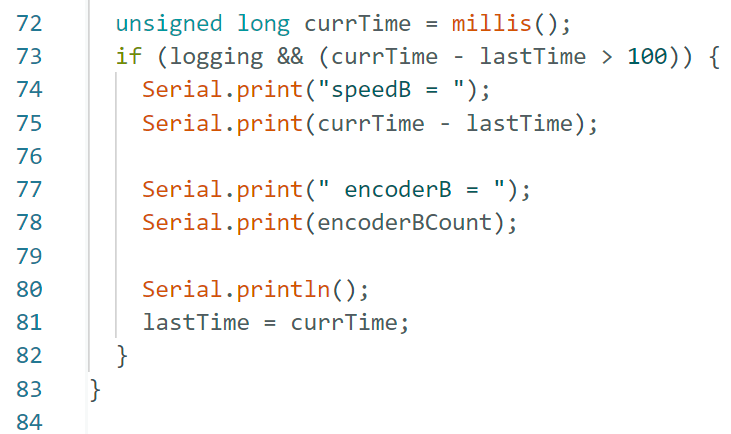 72 unsigned long currTime = millis();
73 if (logging && (currTime - lastTime > 100)) {
74 Serial.print("speedB = ");
75 Serial.print(currTime - lastTime);
76
77 Serial.print(" encoderB = ");
78 Serial.print(encoderBCount);
79
80 Serial.println();
81 lastTime = currTime;
82 }
83 }
84